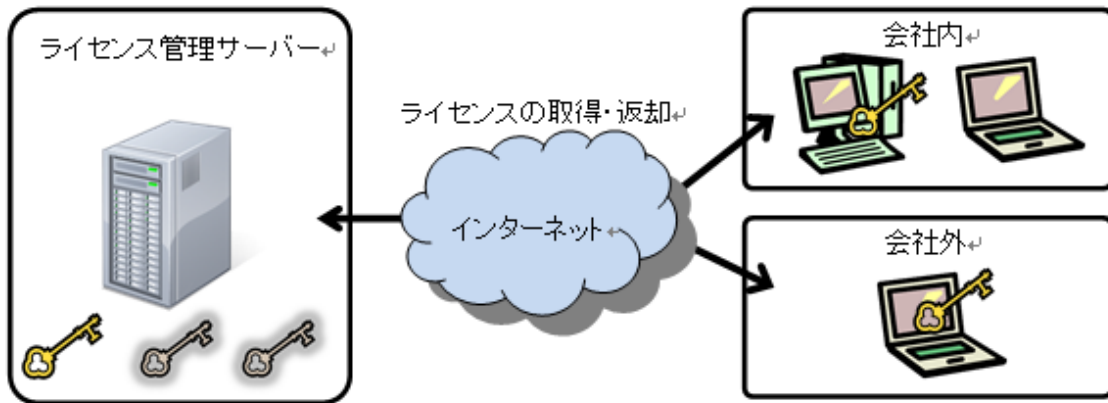 ライセンス管理サーバー↵
ライセンスの取得・返却↵
インターネット↵
会社内↵
会社外↵